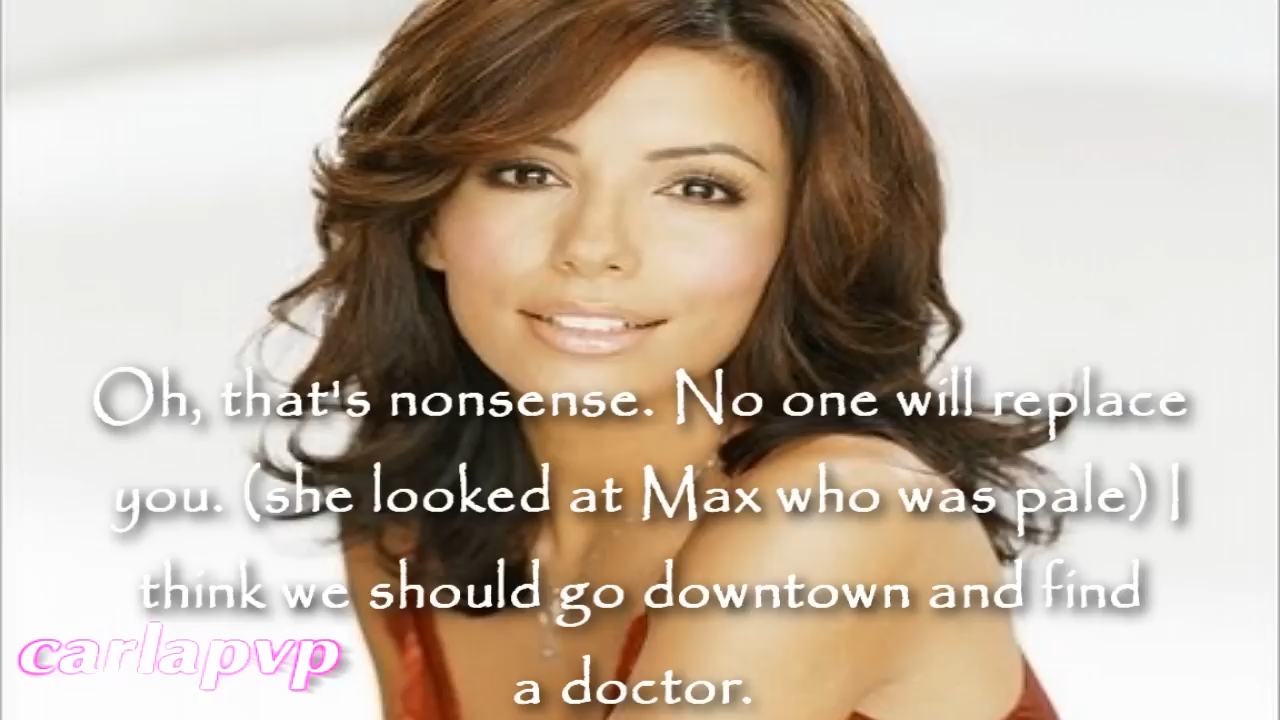 Oh, that's nonsense. No one will replace
you. (she looked at Max who was pale) I
think we should go downtown and find
a doctor.
carlapvp